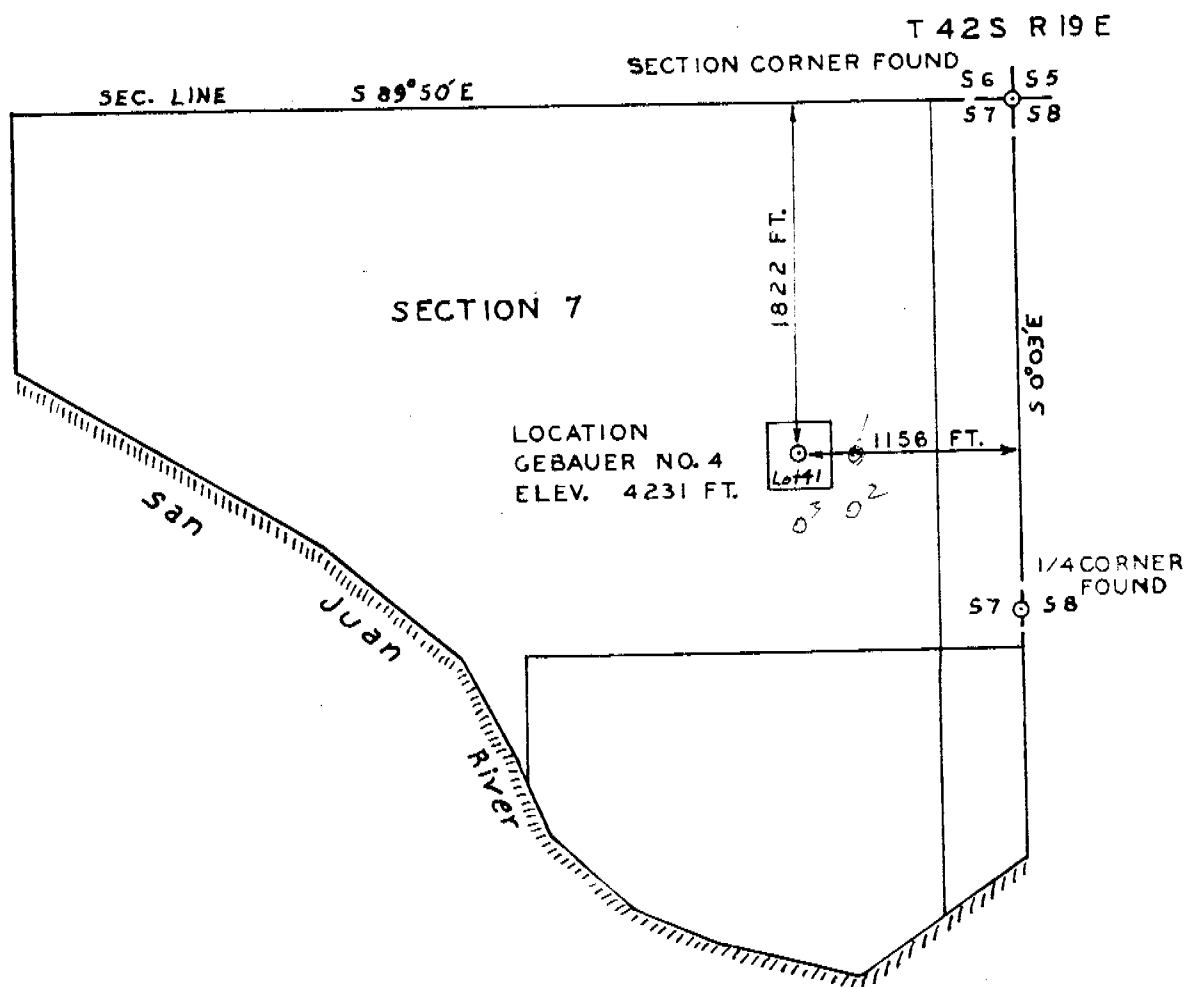 T 42 S R 19 E
SECTION CORNER FOUND
S 6 S 5
S 7 S 8
SEC. LINE S 89° 50' E
1822 FT.
SECTION 7
S 0° 03' E
LOCATION
GEBAUER NO. 4
ELEV. 4231 FT.
1156 FT.
Lot 41
O3 O2
1/4 CORNER
FOUND
S 7 S 8
San
Juan
River